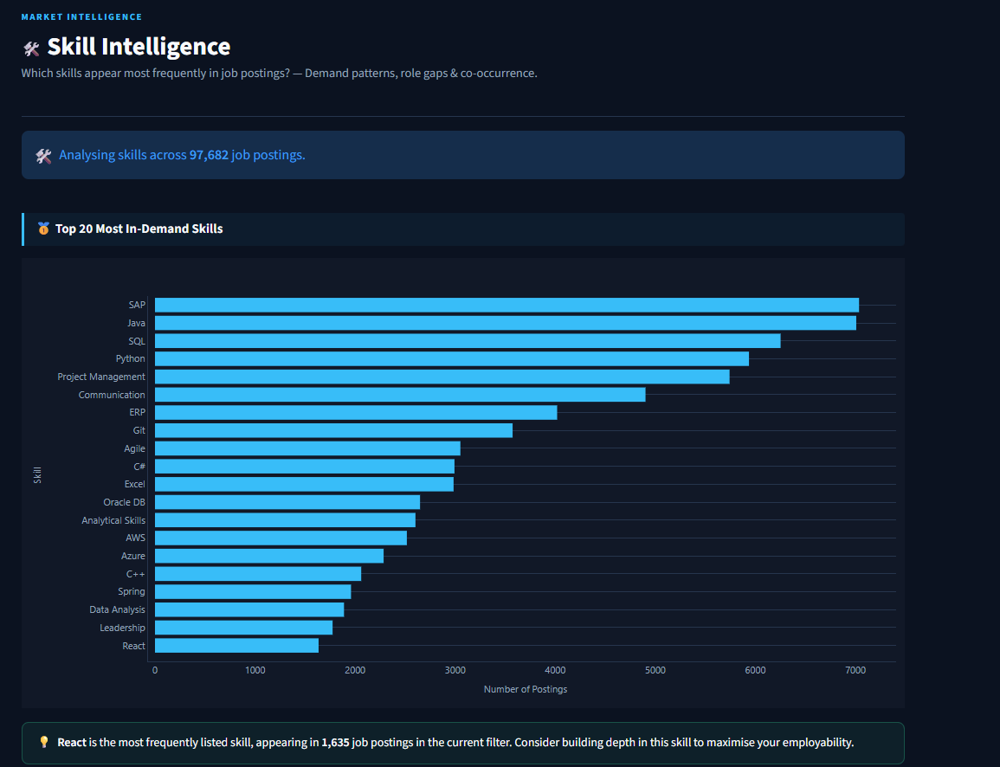 MARKET INTELLIGENCE
Skill Intelligence
Which skills appear most frequently in job postings? — Demand patterns, role gaps & co-occurrence.
Analysing skills across 97,682 job postings.
Top 20 Most In-Demand Skills
SAP
Java
SQL
Python
Project Management
Communication
ERP
Git
Agile
C#
Excel
Oracle DB
Analytical Skills
AWS
Azure
C++
Spring
Data Analysis
Leadership
React
Skill
0 1000 2000 3000 4000 5000 6000 7000
Number of Postings
React is the most frequently listed skill, appearing in 1,635 job postings in the current filter. Consider building depth in this skill to maximise your employability.